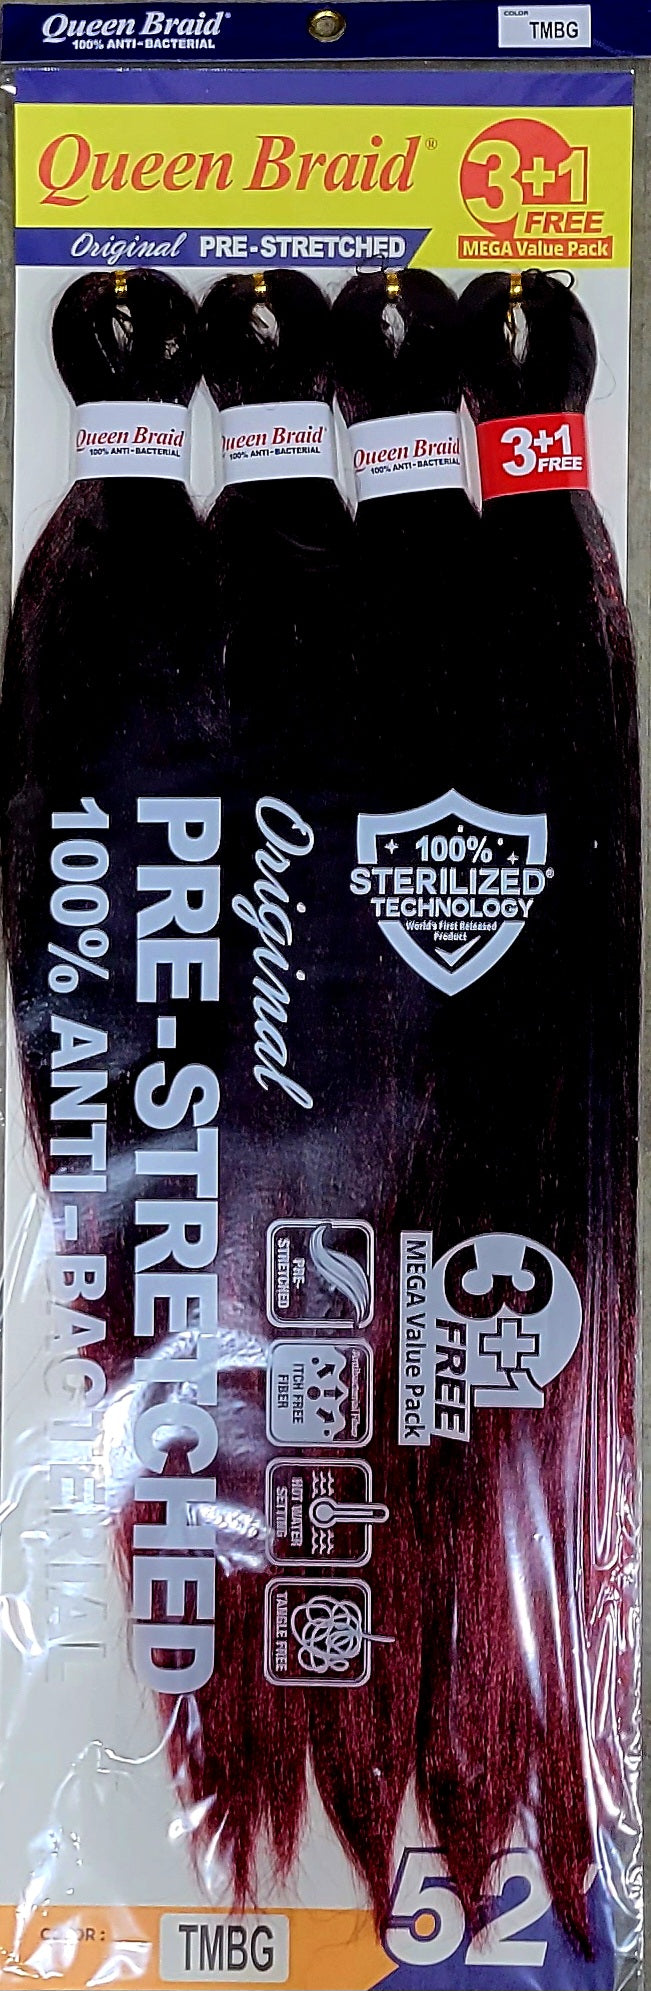 Queen Braid®
100% ANTI-BACTERIAL
COLOR
TMBG
Queen Braid®
3+1
FREE
MEGA Value Pack
Original PRE-STRETCHED
Queen Braid
100% ANTI-BACTERIAL
Queen Braid®
100% ANTI-BACTERIAL
Queen Braid
100% ANTI-BACTERIAL
3+1
FREE
100%
STERILIZED®
TECHNOLOGY
World's First Released
Product
Original
PRE-STRETCHED
100% ANTI-BACTERIAL
3+1
FREE
MEGA Value Pack
PRE-
STRETCHED
ITCH FREE
FIBER
HOT WATER
SETTING
TANGLE FREE
52"
COLOR:
TMBG